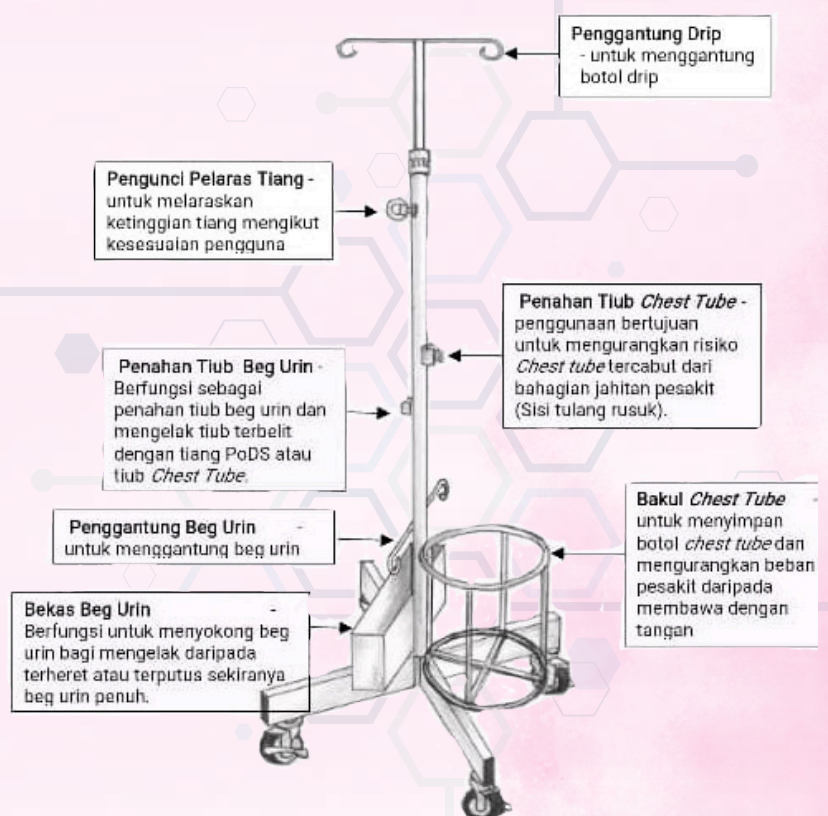 Penggantung Drip
- untuk menggantung
botol drip
Pengunci Pelaras Tiang -
untuk melaraskan
ketinggian tiang mengikut
kesesuaian pengguna
Penahan Tiub Chest Tube -
penggunaan bertujuan
untuk mengurangkan risiko
Chest tube tercabut dari
bahagian jahitan pesakit
(Sisi tulang rusuk).
Penahan Tiub Beg Urin -
Berfungsi sebagai
penahan tiub beg urin dan
mengelak tiub terbelit
dengan tiang PoDS atau
tiub Chest Tube.
Penggantung Beg Urin -
untuk menggantung beg urin
Bakul Chest Tube -
untuk menyimpan
botol chest tube dan
mengurangkan beban
pesakit daripada
membawa dengan
tangan
Bekas Beg Urin -
Berfungsi untuk menyokong beg
urin bagi mengelak daripada
terheret atau terputus sekiranya
beg urin penuh.